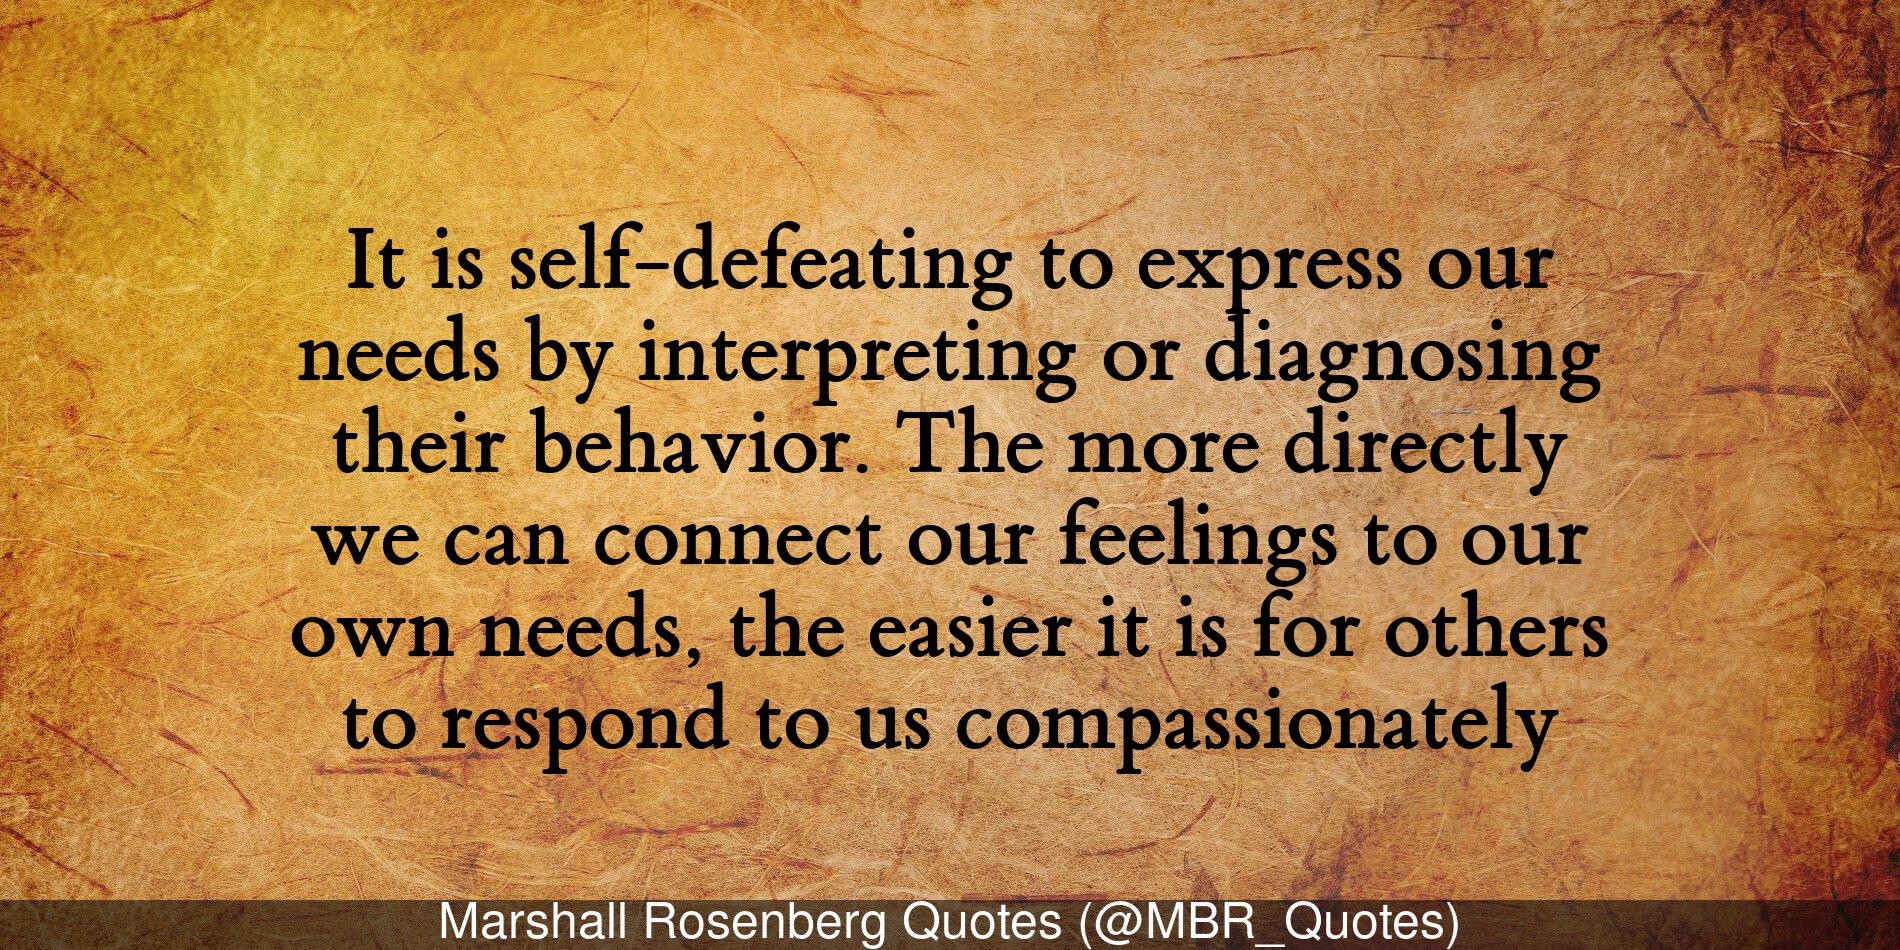 It is self-defeating to express our
needs by interpreting or diagnosing
their behavior. The more directly
we can connect our feelings to our
own needs, the easier it is for others
to respond to us compassionately
Marshall Rosenberg Quotes (@MBR_Quotes)